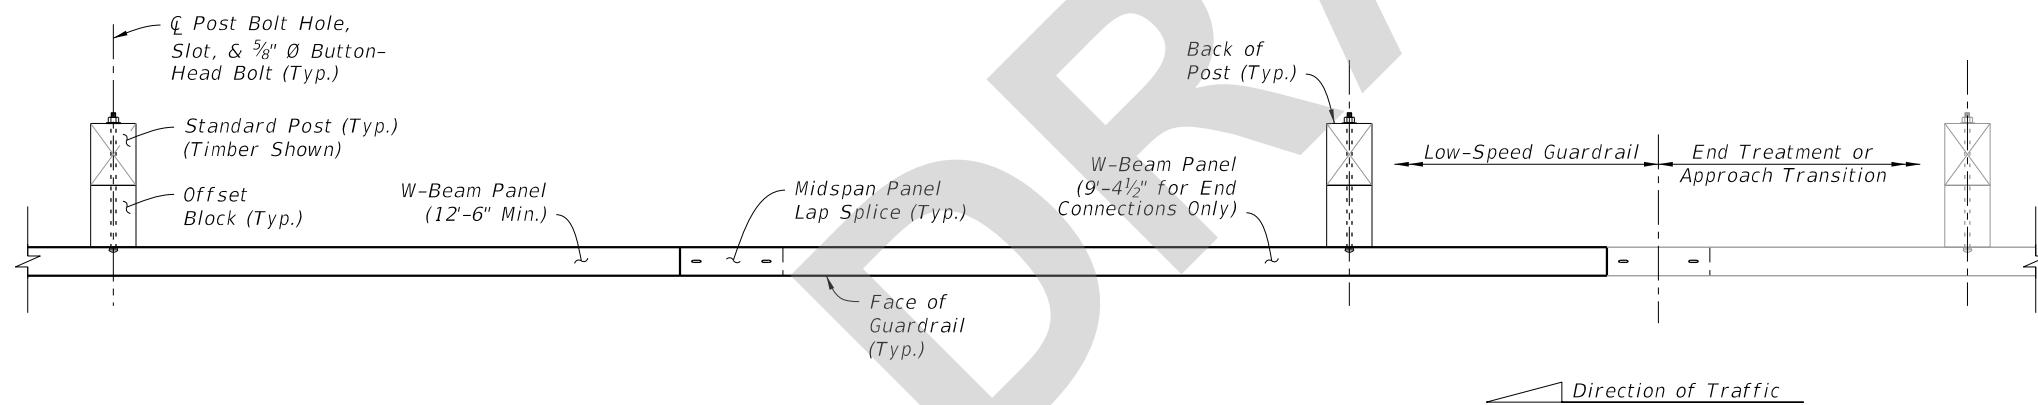 ℄ Post Bolt Hole,
Slot, & ⅝" Ø Button-
Head Bolt (Typ.)
Standard Post (Typ.)
(Timber Shown)
Offset
Block (Typ.)
W-Beam Panel
(12'-6" Min.)
Midspan Panel
Lap Splice (Typ.)
Face of
Guardrail
(Typ.)
W-Beam Panel
(9'-4½" for End
Connections Only)
Back of
Post (Typ.)
Low-Speed Guardrail
End Treatment or
Approach Transition
Direction of Traffic
DRA